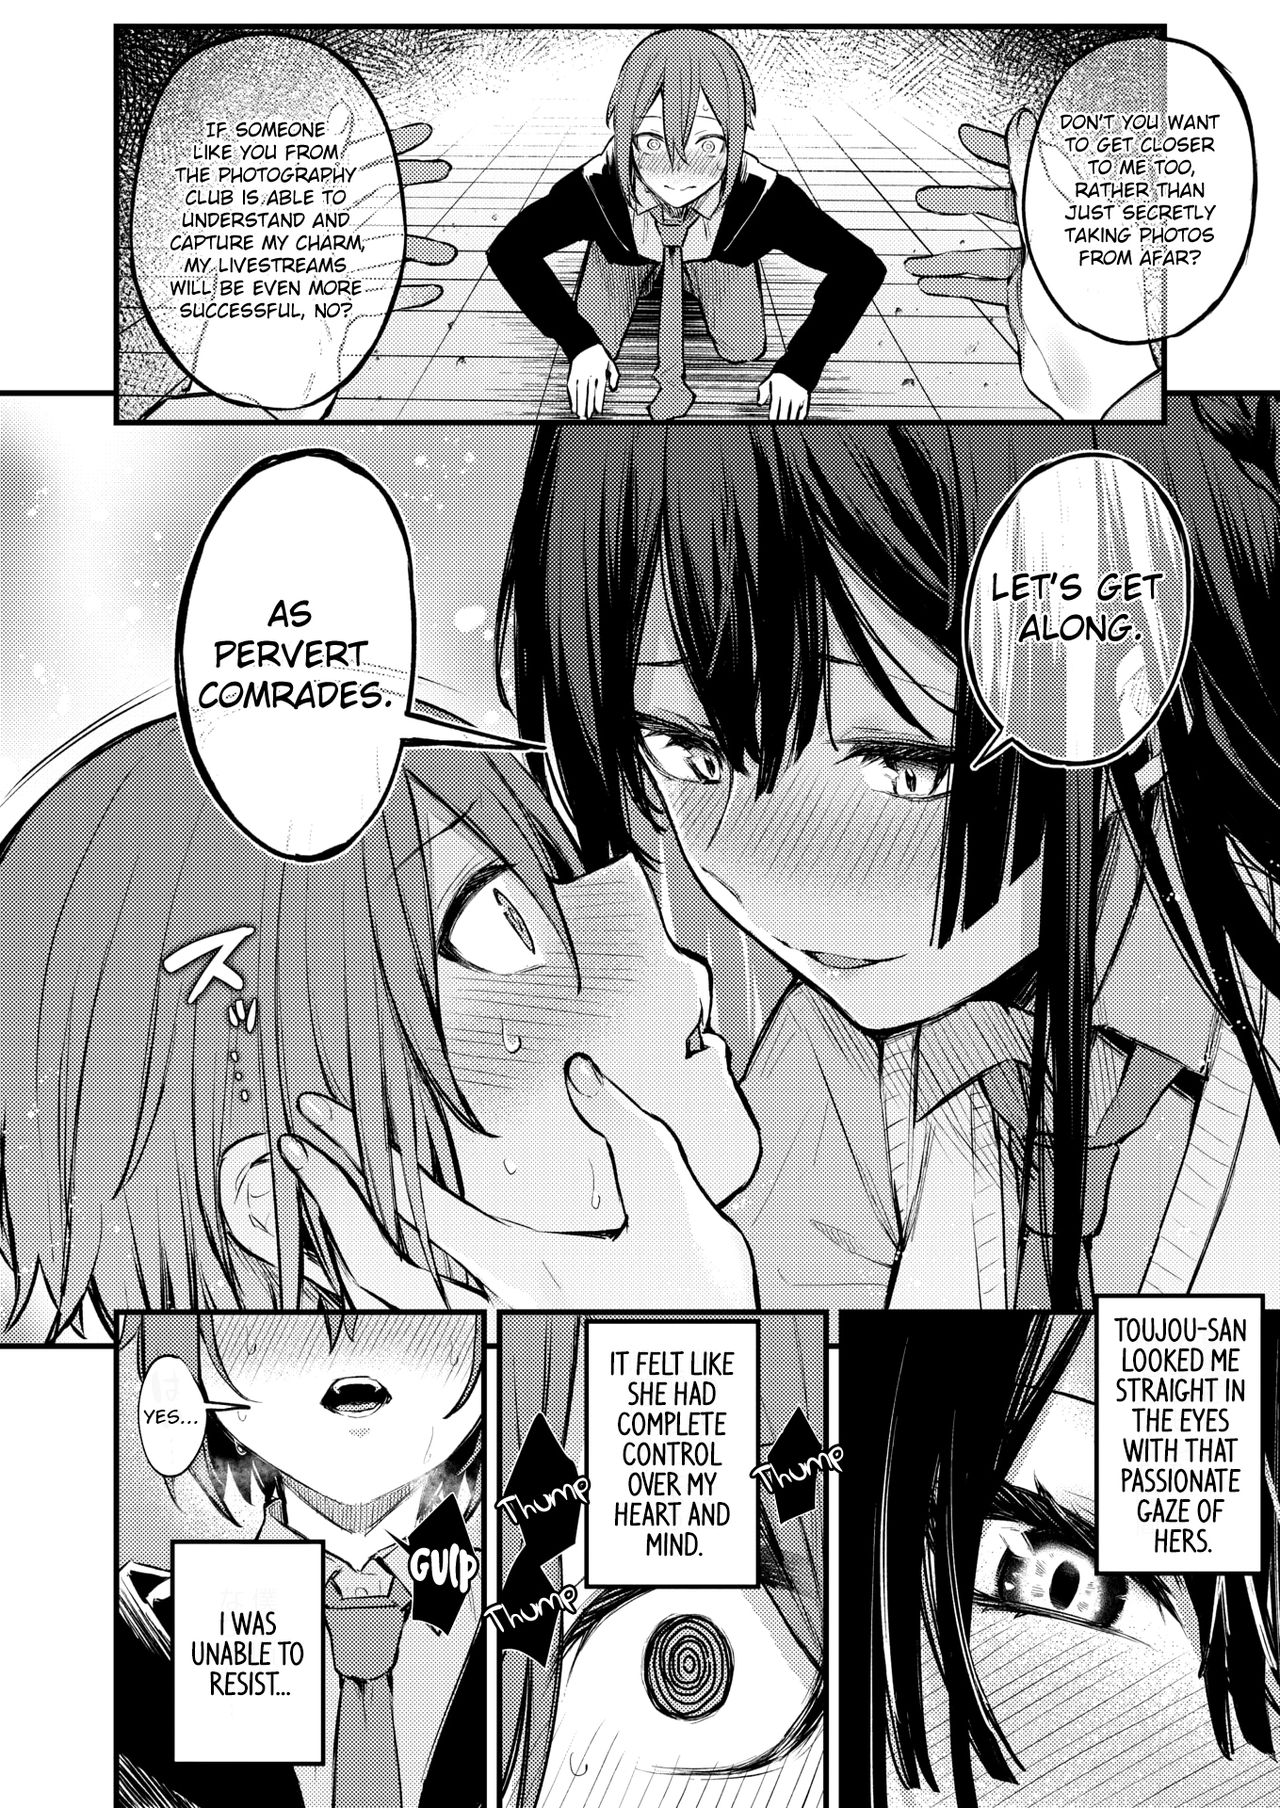 DON'T YOU WANT
TO GET CLOSER
TO ME TOO,
RATHER THAN
JUST SECRETLY
TAKING PHOTOS
FROM AFAR?
IF SOMEONE
LIKE YOU FROM
THE PHOTOGRAPHY
CLUB IS ABLE TO
UNDERSTAND AND
CAPTURE MY CHARM,
MY LIVESTREAMS
WILL BE EVEN MORE
SUCCESSFUL, NO?
LET'S GET
ALONG.
AS
PERVERT
COMRADES.
スッ…
TOUJOU-SAN
LOOKED ME
STRAIGHT IN
THE EYES
WITH THAT
PASSIONATE
GAZE OF
HERS.
IT FELT LIKE
SHE HAD
COMPLETE
CONTROL
OVER MY
HEART AND
MIND.
Thump
Thump
Thump
YES...
GULP
I WAS
UNABLE TO
RESIST...